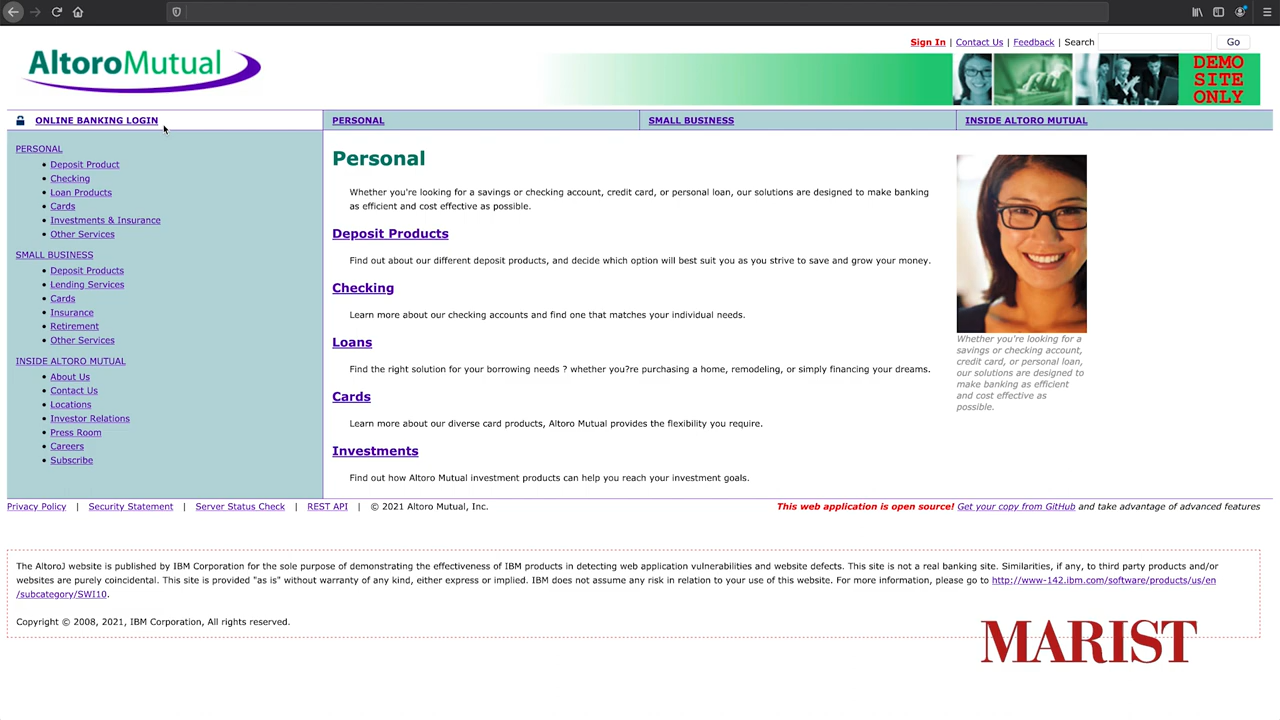 Sign In | Contact Us | Feedback | Search Go
AltoroMutual
DEMO
SITE
ONLY
ONLINE BANKING LOGIN
PERSONAL
SMALL BUSINESS
INSIDE ALTORO MUTUAL
PERSONAL
• Deposit Product
• Checking
• Loan Products
• Cards
• Investments & Insurance
• Other Services
SMALL BUSINESS
• Deposit Products
• Lending Services
• Cards
• Insurance
• Retirement
• Other Services
INSIDE ALTORO MUTUAL
• About Us
• Contact Us
• Locations
• Investor Relations
• Press Room
• Careers
• Subscribe
Personal
Whether you're looking for a savings or checking account, credit card, or personal loan, our solutions are designed to make banking
as efficient and cost effective as possible.
Deposit Products
Find out about our different deposit products, and decide which option will best suit you as you strive to save and grow your money.
Checking
Learn more about our checking accounts and find one that matches your individual needs.
Loans
Find the right solution for your borrowing needs ? whether you?re purchasing a home, remodeling, or simply financing your dreams.
Cards
Learn more about our diverse card products, Altoro Mutual provides the flexibility you require.
Investments
Find out how Altoro Mutual investment products can help you reach your investment goals.
Whether you're looking for a
savings or checking account,
credit card, or personal loan,
our solutions are designed to
make banking as efficient
and cost effective as
possible.
Privacy Policy | Security Statement | Server Status Check | REST API | © 2021 Altoro Mutual, Inc.
This web application is open source! Get your copy from GitHub and take advantage of advanced features
The AltoroJ website is published by IBM Corporation for the sole purpose of demonstrating the effectiveness of IBM products in detecting web application vulnerabilities and website defects. This site is not a real banking site. Similarities, if any, to third party products and/or
websites are purely coincidental. This site is provided "as is" without warranty of any kind, either express or implied. IBM does not assume any risk in relation to your use of this website. For more information, please go to http://www-142.ibm.com/software/products/us/en
/subcategory/SWI10.
Copyright © 2008, 2021, IBM Corporation, All rights reserved.
MARIST